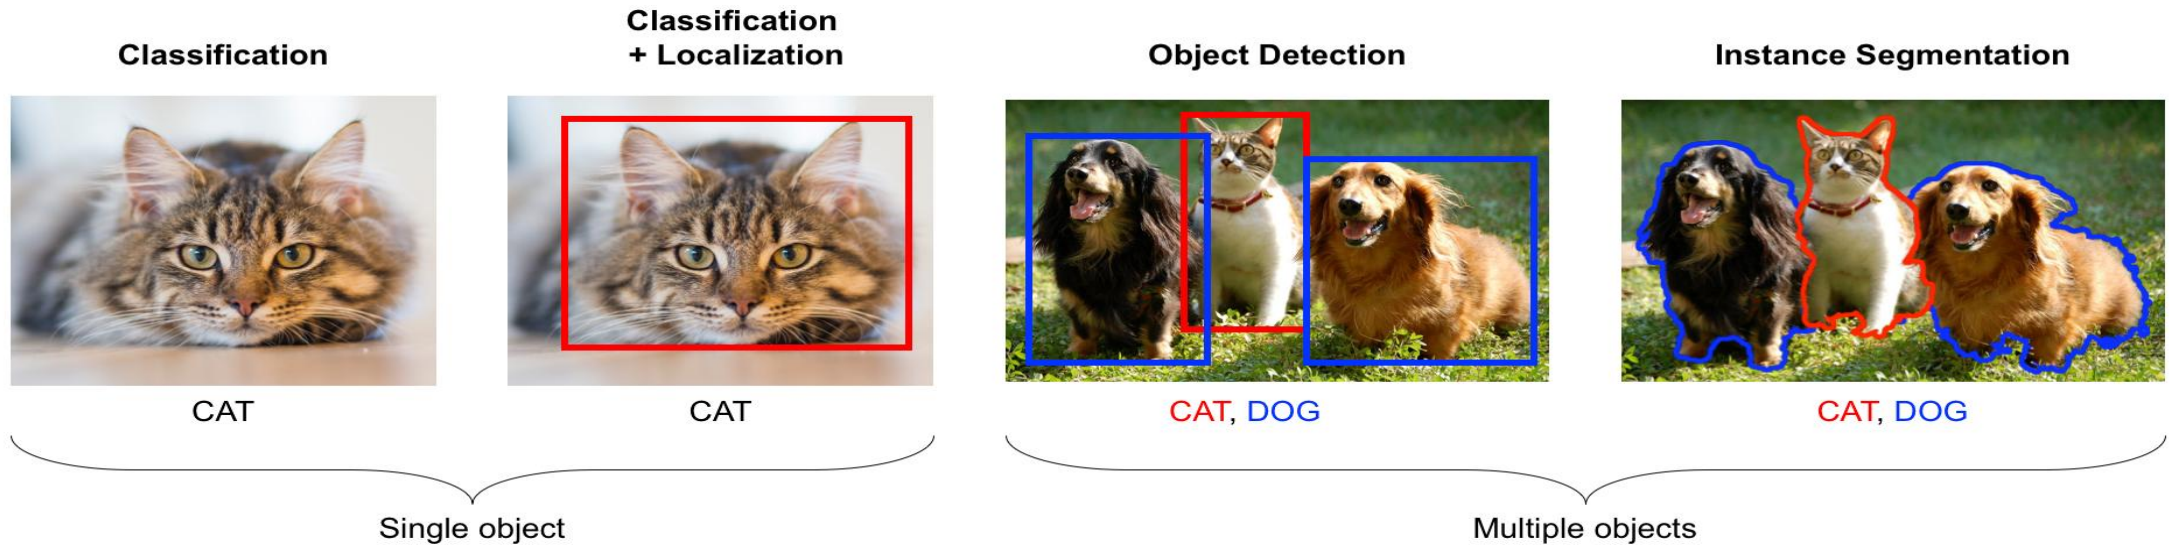 Classification
Classification
+ Localization
Object Detection
Instance Segmentation
CAT
CAT
CAT, DOG
CAT, DOG
Single object
Multiple objects